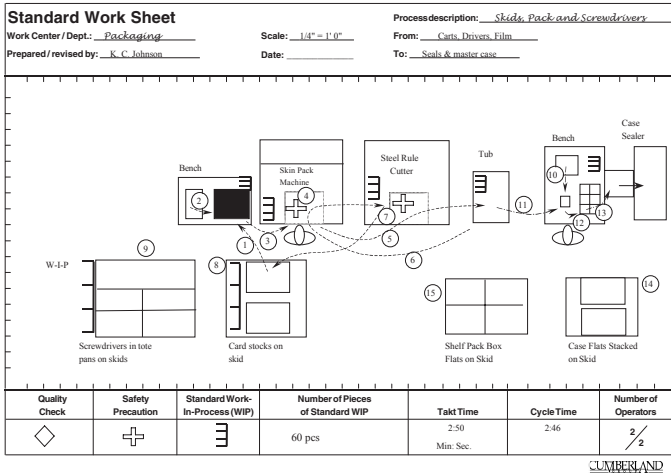 Standard Work Sheet
Process description: Skids, Pack and Screwdrivers
Work Center / Dept.: Packaging
Scale: 1/4" = 1' 0"
From: Carts, Drivers, Film
Prepared / revised by: K. C. Johnson
Date:
To: Seals & master case
Case
Sealer
Bench
Tub
Steel Rule
Cutter
Bench
Skin Pack
Machine
2
4
10
7
11
13
12
1
3
5
6
9
8
W-I-P
15
14
Screwdrivers in tote
pans on skids
Card stocks on
skid
Shelf Pack Box
Flats on Skid
Case Flats Stacked
on Skid
Quality
Check
Safety
Precaution
Standard Work-
In-Process (WIP)
Number of Pieces
of Standard WIP
Takt Time
Cycle Time
Number of
Operators
60 pcs
2:50
Min: Sec.
2:46
2/2
CUMBERLAND